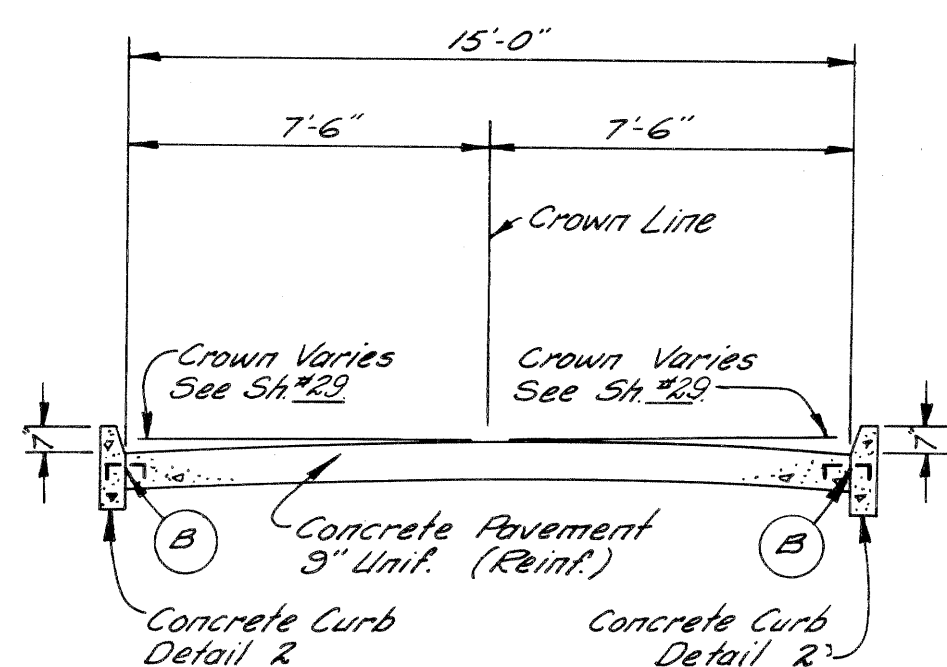 15'-0"
7'-6"
7'-6"
Crown Line
Crown Varies
See Sh. #29.
Crown Varies
See Sh. #29.
7"
7"
B
B
Concrete Pavement
9" Unif. (Reinf.)
Concrete Curb
Detail 2
Concrete Curb
Detail 2